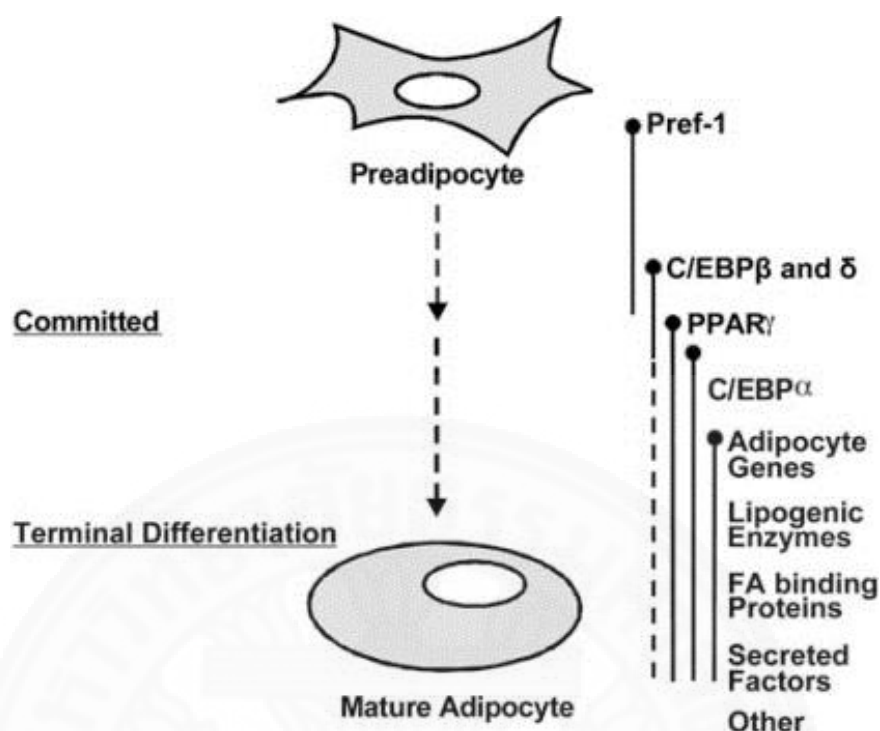 Pref-1
Preadipocyte
C/EBPβ and δ
Committed
PPARγ
C/EBPα
Adipocyte
Genes
Lipogenic
Enzymes
Terminal Differentiation
FA binding
Proteins
Secreted
Factors
Mature Adipocyte
Other